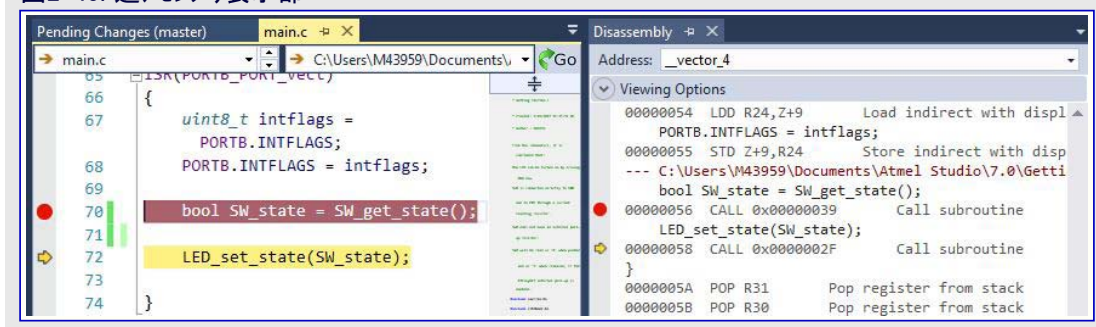 Pending Changes (master)
main.c
main.c
C:\Users\M43959\Documents\
Go
65 ISR(PORTB_PORT_vect)
66 {
67 uint8_t intflags =
PORTB.INTFLAGS;
68 PORTB.INTFLAGS = intflags;
69
70 bool SW_state = SW_get_state();
71
72 LED_set_state(SW_state);
73
74 }
Disassembly
Address: __vector_4
Viewing Options
00000054 LDD R24,Z+9 Load indirect with displ
PORTB.INTFLAGS = intflags;
00000055 STD Z+9,R24 Store indirect with disp
--- C:\Users\M43959\Documents\Atmel Studio\7.0\Getti
bool SW_state = SW_get_state();
00000056 CALL 0x00000039 Call subroutine
LED_set_state(SW_state);
00000058 CALL 0x0000002F Call subroutine
}
0000005A POP R31 Pop register from stack
0000005B POP R30 Pop register from stack